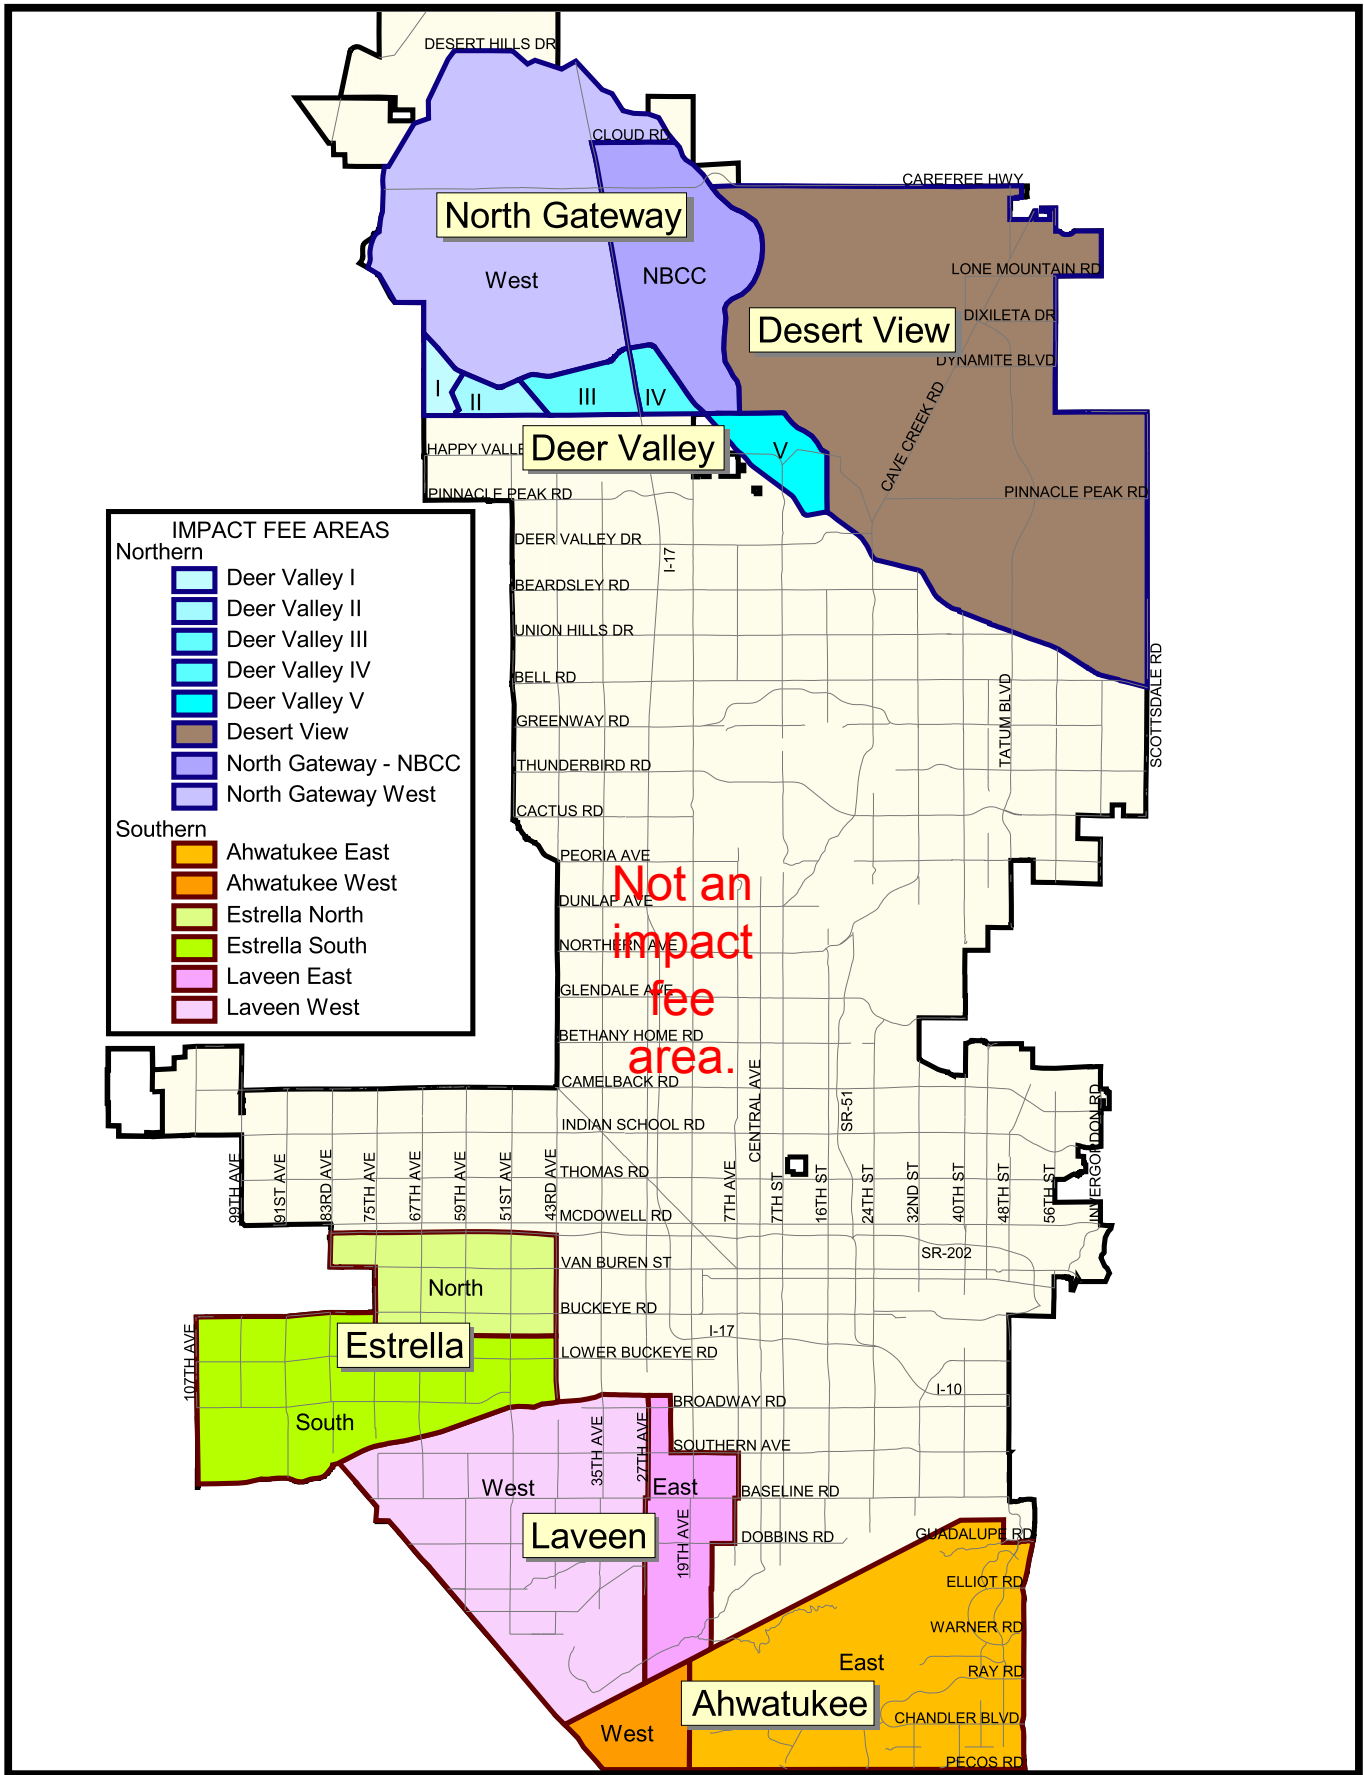 DESERT HILLS DR
CLOUD RD
CAREFREE HWY
North Gateway
West
NBCC
LONE MOUNTAIN RD
DIXILETA DR
Desert View
DYNAMITE BLVD
I
II
III
IV
CAVE CREEK RD
HAPPY VALLE
Deer Valley
V
PINNACLE PEAK RD
PINNACLE PEAK RD
IMPACT FEE AREAS
Northern
Deer Valley I
Deer Valley II
Deer Valley III
Deer Valley IV
Deer Valley V
Desert View
North Gateway - NBCC
North Gateway West
Southern
Ahwatukee East
Ahwatukee West
Estrella North
Estrella South
Laveen East
Laveen West
DEER VALLEY DR
I-17
BEARDSLEY RD
UNION HILLS DR
BELL RD
GREENWAY RD
TATUM BLVD
SCOTTSDALE RD
THUNDERBIRD RD
CACTUS RD
PEORIA AVE
Not an
impact
fee
area.
DUNLAP AVE
NORTHERN AVE
GLENDALE AVE
BETHANY HOME RD
CAMELBACK RD
CENTRAL AVE
SR-51
INVERGORDON RD
INDIAN SCHOOL RD
THOMAS RD
99TH AVE
91ST AVE
83RD AVE
75TH AVE
67TH AVE
59TH AVE
51ST AVE
43RD AVE
7TH AVE
7TH ST
16TH ST
24TH ST
32ND ST
40TH ST
48TH ST
56TH ST
MCDOWELL RD
SR-202
VAN BUREN ST
North
BUCKEYE RD
107TH AVE
Estrella
I-17
LOWER BUCKEYE RD
I-10
BROADWAY RD
South
35TH AVE
27TH AVE
SOUTHERN AVE
West
East
BASELINE RD
Laveen
19TH AVE
DOBBINS RD
GUADALUPE RD
ELLIOT RD
WARNER RD
East
RAY RD
Ahwatukee
CHANDLER BLVD
West
PECOS RD